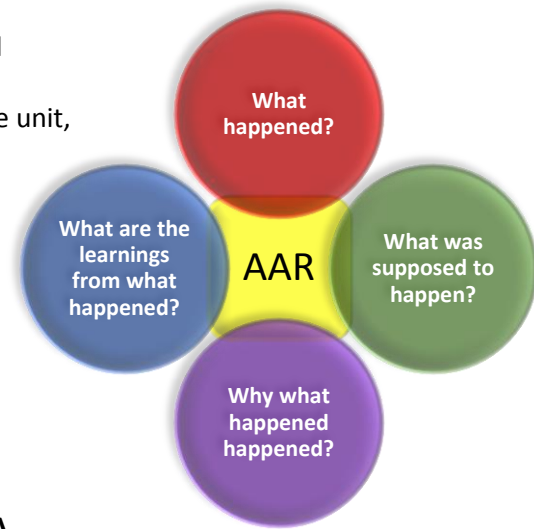 e unit,
What
happened?
What are the
learnings
from what
happened?
AAR
What was
supposed to
happen?
Why what
happened
happened?